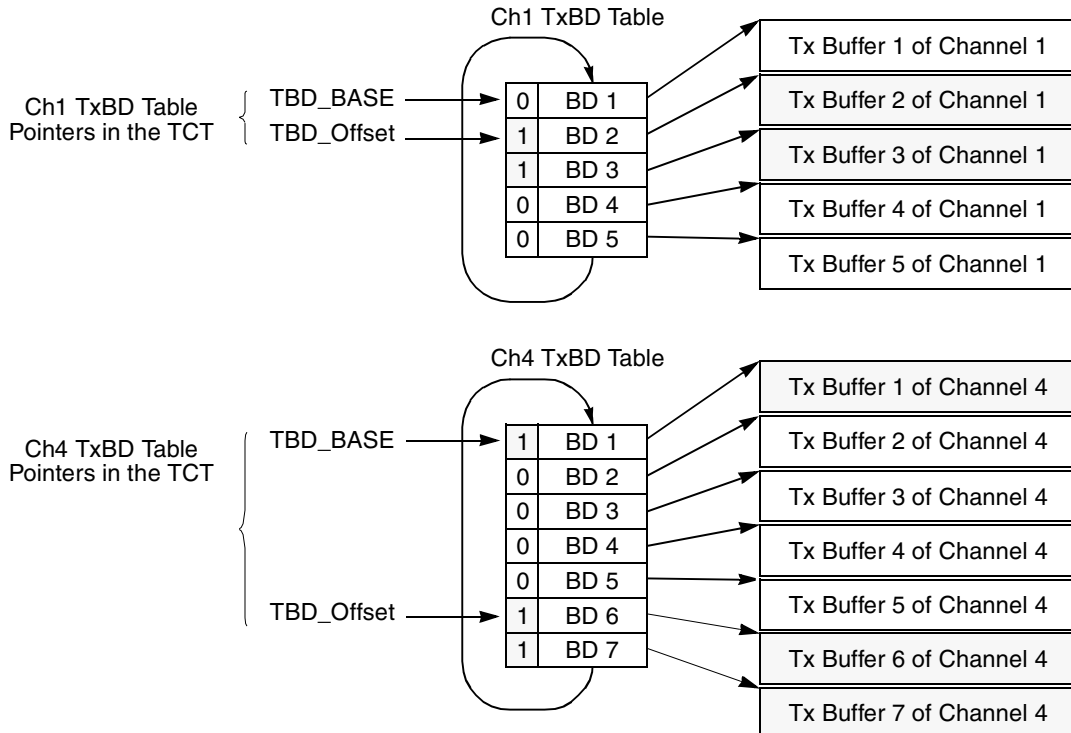 Ch1 TxBD Table
Ch1 TxBD Table
Pointers in the TCT
TBD_BASE
TBD_Offset
0 BD 1
1 BD 2
1 BD 3
0 BD 4
0 BD 5
Tx Buffer 1 of Channel 1
Tx Buffer 2 of Channel 1
Tx Buffer 3 of Channel 1
Tx Buffer 4 of Channel 1
Tx Buffer 5 of Channel 1
Ch4 TxBD Table
Ch4 TxBD Table
Pointers in the TCT
TBD_BASE
TBD_Offset
1 BD 1
0 BD 2
0 BD 3
0 BD 4
0 BD 5
1 BD 6
1 BD 7
Tx Buffer 1 of Channel 4
Tx Buffer 2 of Channel 4
Tx Buffer 3 of Channel 4
Tx Buffer 4 of Channel 4
Tx Buffer 5 of Channel 4
Tx Buffer 6 of Channel 4
Tx Buffer 7 of Channel 4